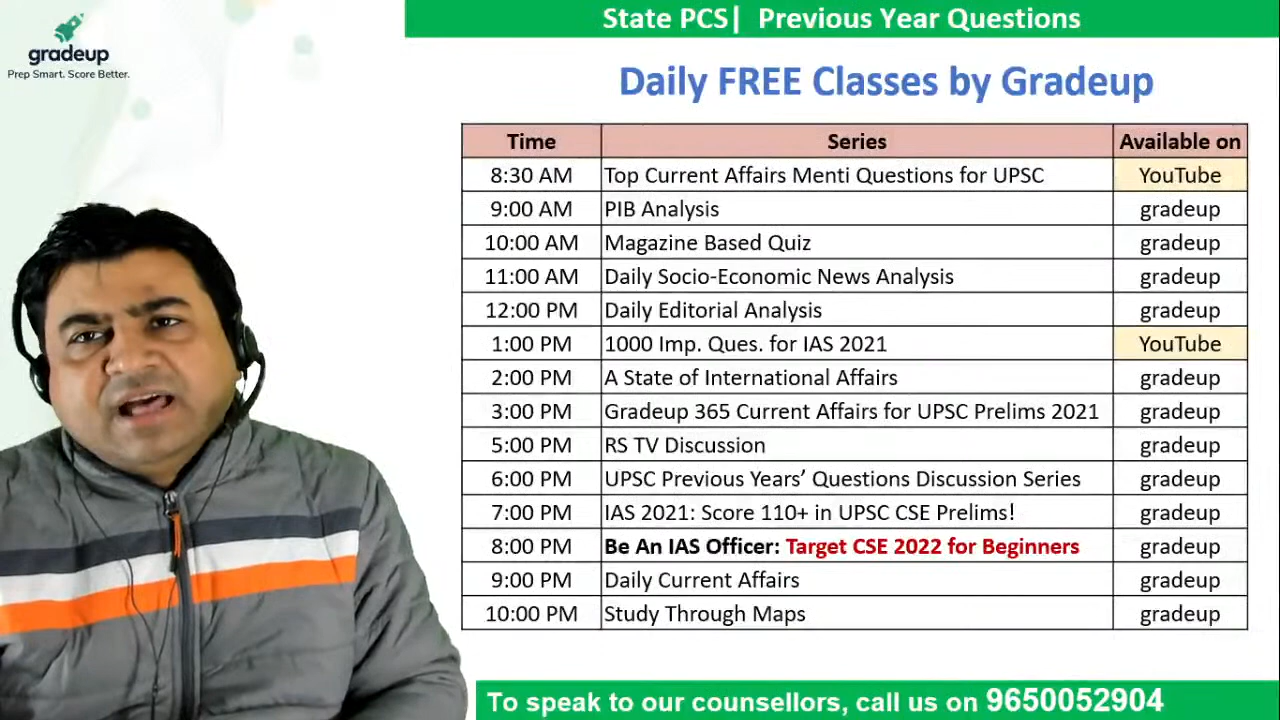 gradeup
Prep Smart. Score Better.
State PCS| Previous Year Questions
Daily FREE Classes by Gradeup
Time Series Available on
8:30 AM Top Current Affairs Menti Questions for UPSC YouTube
9:00 AM PIB Analysis gradeup
10:00 AM Magazine Based Quiz gradeup
11:00 AM Daily Socio-Economic News Analysis gradeup
12:00 PM Daily Editorial Analysis gradeup
1:00 PM 1000 Imp. Ques. for IAS 2021 YouTube
2:00 PM A State of International Affairs gradeup
3:00 PM Gradeup 365 Current Affairs for UPSC Prelims 2021 gradeup
5:00 PM RS TV Discussion gradeup
6:00 PM UPSC Previous Years’ Questions Discussion Series gradeup
7:00 PM IAS 2021: Score 110+ in UPSC CSE Prelims! gradeup
8:00 PM Be An IAS Officer: Target CSE 2022 for Beginners gradeup
9:00 PM Daily Current Affairs gradeup
10:00 PM Study Through Maps gradeup
To speak to our counsellors, call us on 9650052904